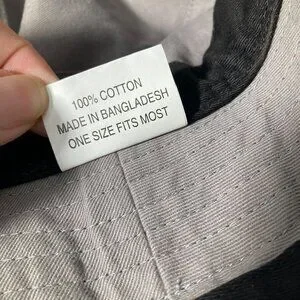 100% COTTON
MADE IN BANGLADESH
ONE SIZE FITS MOST